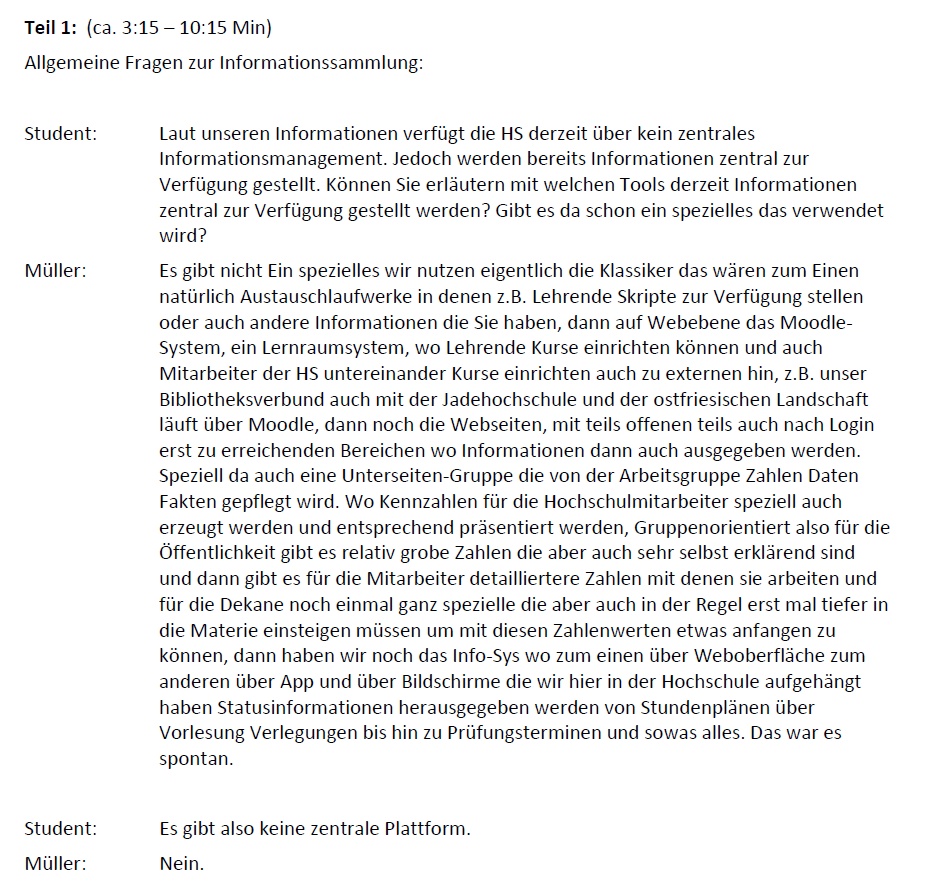 Teil 1: (ca. 3:15 – 10:15 Min)
Allgemeine Fragen zur Informationssammlung:
Student: Laut unseren Informationen verfügt die HS derzeit über kein zentrales
Informationsmanagement. Jedoch werden bereits Informationen zentral zur
Verfügung gestellt. Können Sie erläutern mit welchen Tools derzeit Informationen
zentral zur Verfügung gestellt werden? Gibt es da schon ein spezielles das verwendet
wird?
Müller: Es gibt nicht Ein spezielles wir nutzen eigentlich die Klassiker das wären zum Einen
natürlich Austauschlaufwerke in denen z.B. Lehrende Skripte zur Verfügung stellen
oder auch andere Informationen die Sie haben, dann auf Webebene das Moodle-
System, ein Lernraumsystem, wo Lehrende Kurse einrichten können und auch
Mitarbeiter der HS untereinander Kurse einrichten auch zu externen hin, z.B. unser
Bibliotheksverbund auch mit der Jadehochschule und der ostfriesischen Landschaft
läuft über Moodle, dann noch die Webseiten, mit teils offenen teils auch nach Login
erst zu erreichenden Bereichen wo Informationen dann auch ausgegeben werden.
Speziell da auch eine Unterseiten-Gruppe die von der Arbeitsgruppe Zahlen Daten
Fakten gepflegt wird. Wo Kennzahlen für die Hochschulmitarbeiter speziell auch
erzeugt werden und entsprechend präsentiert werden, Gruppenorientiert also für die
Öffentlichkeit gibt es relativ grobe Zahlen die aber auch sehr selbst erklärend sind
und dann gibt es für die Mitarbeiter detailliertere Zahlen mit denen sie arbeiten und
für die Dekane noch einmal ganz spezielle die aber auch in der Regel erst mal tiefer in
die Materie einsteigen müssen um mit diesen Zahlenwerten etwas anfangen zu
können, dann haben wir noch das Info-Sys wo zum einen über Weboberfläche zum
anderen über App und über Bildschirme die wir hier in der Hochschule aufgehängt
haben Statusinformationen herausgegeben werden von Stundenplänen über
Vorlesung Verlegungen bis hin zu Prüfungsterminen und sowas alles. Das war es
spontan.
Student: Es gibt also keine zentrale Plattform.
Müller: Nein.